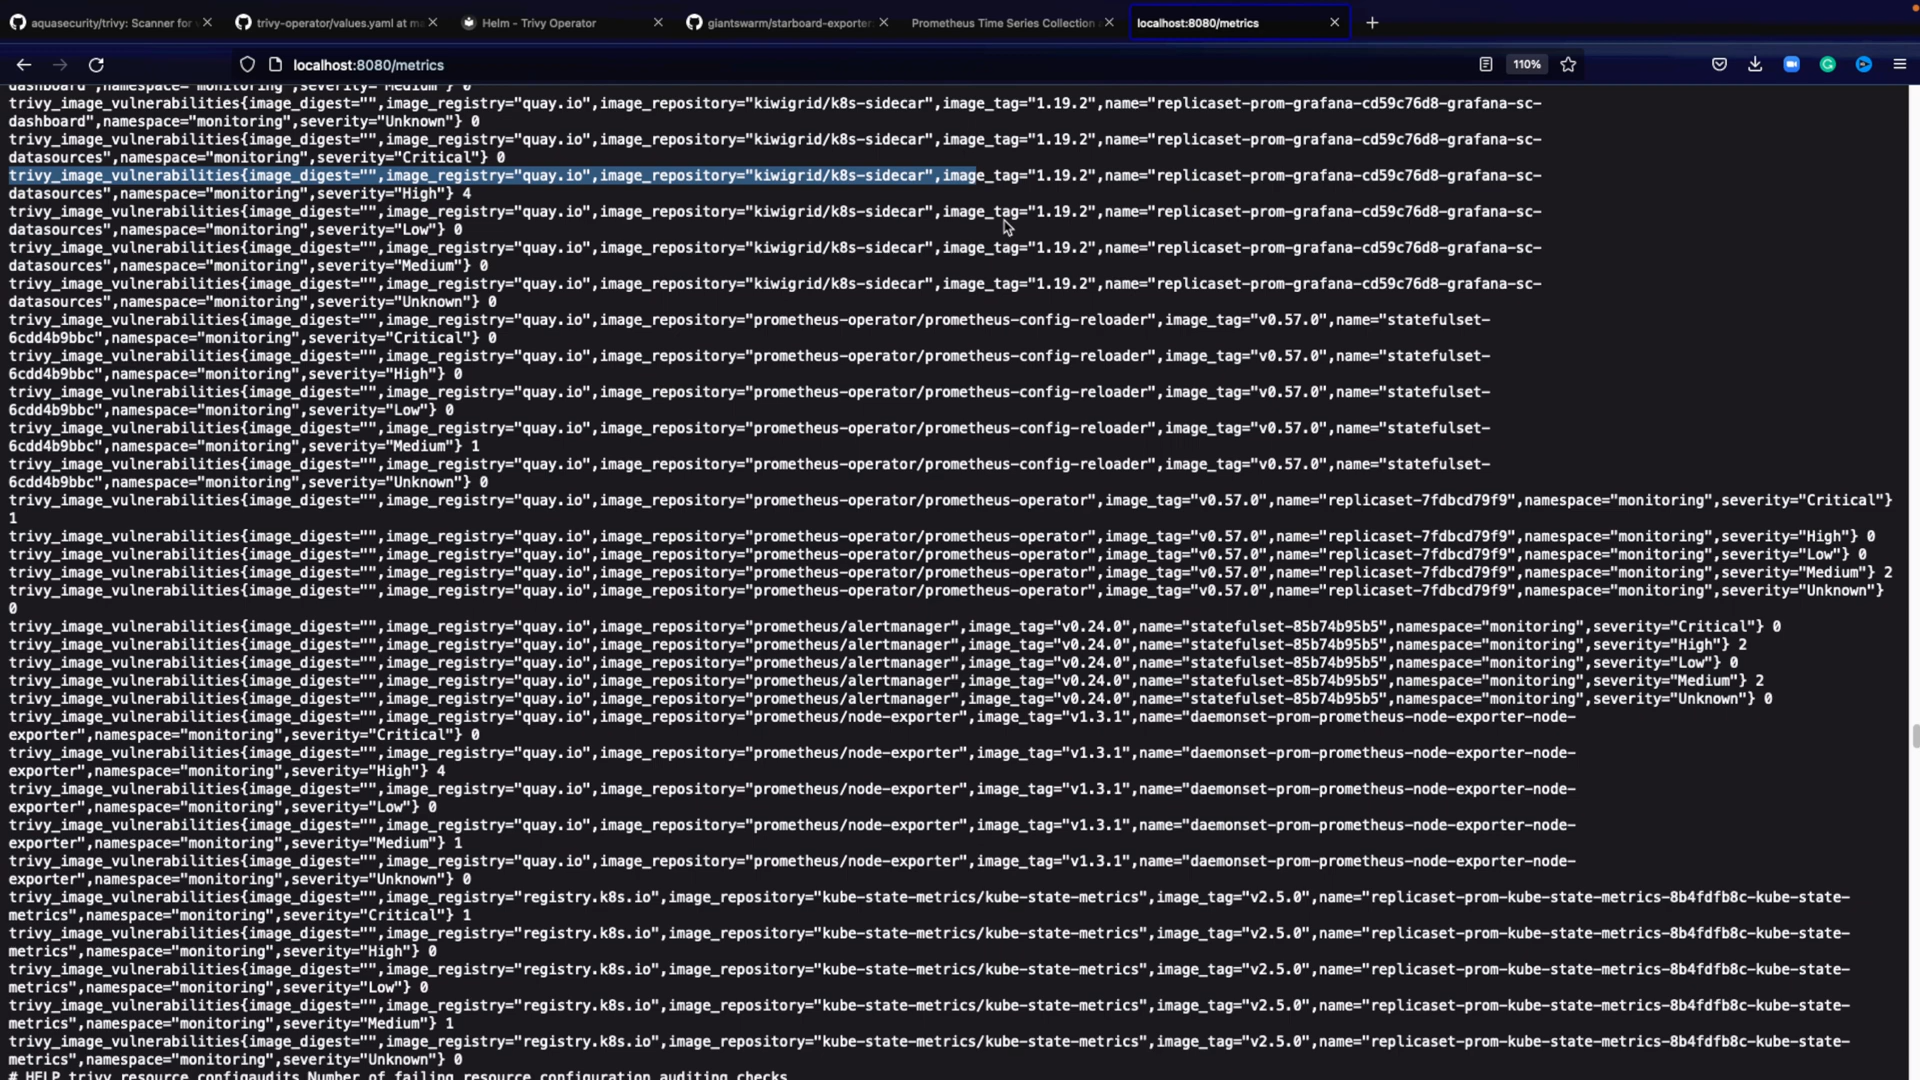 aquasecurity/trivy: Scanner for
trivy-operator/values.yaml at m
Helm - Trivy Operator
giantswarm/starboard-exporter
Prometheus Time Series Collection
localhost:8080/metrics
localhost:8080/metrics
110%
dashboard",namespace="monitoring",severity="Medium"} 0
trivy_image_vulnerabilities{image_digest="",image_registry="quay.io",image_repository="kiwigrid/k8s-sidecar",image_tag="1.19.2",name="replicaset-prom-grafana-cd59c76d8-grafana-sc-
dashboard",namespace="monitoring",severity="Unknown"} 0
trivy_image_vulnerabilities{image_digest="",image_registry="quay.io",image_repository="kiwigrid/k8s-sidecar",image_tag="1.19.2",name="replicaset-prom-grafana-cd59c76d8-grafana-sc-
datasources",namespace="monitoring",severity="Critical"} 0
trivy_image_vulnerabilities{image_digest="",image_registry="quay.io",image_repository="kiwigrid/k8s-sidecar",image_tag="1.19.2",name="replicaset-prom-grafana-cd59c76d8-grafana-sc-
datasources",namespace="monitoring",severity="High"} 4
trivy_image_vulnerabilities{image_digest="",image_registry="quay.io",image_repository="kiwigrid/k8s-sidecar",image_tag="1.19.2",name="replicaset-prom-grafana-cd59c76d8-grafana-sc-
datasources",namespace="monitoring",severity="Low"} 0
trivy_image_vulnerabilities{image_digest="",image_registry="quay.io",image_repository="kiwigrid/k8s-sidecar",image_tag="1.19.2",name="replicaset-prom-grafana-cd59c76d8-grafana-sc-
datasources",namespace="monitoring",severity="Medium"} 0
trivy_image_vulnerabilities{image_digest="",image_registry="quay.io",image_repository="kiwigrid/k8s-sidecar",image_tag="1.19.2",name="replicaset-prom-grafana-cd59c76d8-grafana-sc-
datasources",namespace="monitoring",severity="Unknown"} 0
trivy_image_vulnerabilities{image_digest="",image_registry="quay.io",image_repository="prometheus-operator/prometheus-config-reloader",image_tag="v0.57.0",name="statefulset-
6cdd4b9bbc",namespace="monitoring",severity="Critical"} 0
trivy_image_vulnerabilities{image_digest="",image_registry="quay.io",image_repository="prometheus-operator/prometheus-config-reloader",image_tag="v0.57.0",name="statefulset-
6cdd4b9bbc",namespace="monitoring",severity="High"} 0
trivy_image_vulnerabilities{image_digest="",image_registry="quay.io",image_repository="prometheus-operator/prometheus-config-reloader",image_tag="v0.57.0",name="statefulset-
6cdd4b9bbc",namespace="monitoring",severity="Low"} 0
trivy_image_vulnerabilities{image_digest="",image_registry="quay.io",image_repository="prometheus-operator/prometheus-config-reloader",image_tag="v0.57.0",name="statefulset-
6cdd4b9bbc",namespace="monitoring",severity="Medium"} 1
trivy_image_vulnerabilities{image_digest="",image_registry="quay.io",image_repository="prometheus-operator/prometheus-config-reloader",image_tag="v0.57.0",name="statefulset-
6cdd4b9bbc",namespace="monitoring",severity="Unknown"} 0
trivy_image_vulnerabilities{image_digest="",image_registry="quay.io",image_repository="prometheus-operator/prometheus-operator",image_tag="v0.57.0",name="replicaset-7fdbcd79f9",namespace="monitoring",severity="Critical"}
1
trivy_image_vulnerabilities{image_digest="",image_registry="quay.io",image_repository="prometheus-operator/prometheus-operator",image_tag="v0.57.0",name="replicaset-7fdbcd79f9",namespace="monitoring",severity="High"} 0
trivy_image_vulnerabilities{image_digest="",image_registry="quay.io",image_repository="prometheus-operator/prometheus-operator",image_tag="v0.57.0",name="replicaset-7fdbcd79f9",namespace="monitoring",severity="Low"} 0
trivy_image_vulnerabilities{image_digest="",image_registry="quay.io",image_repository="prometheus-operator/prometheus-operator",image_tag="v0.57.0",name="replicaset-7fdbcd79f9",namespace="monitoring",severity="Medium"} 2
trivy_image_vulnerabilities{image_digest="",image_registry="quay.io",image_repository="prometheus-operator/prometheus-operator",image_tag="v0.57.0",name="replicaset-7fdbcd79f9",namespace="monitoring",severity="Unknown"}
0
trivy_image_vulnerabilities{image_digest="",image_registry="quay.io",image_repository="prometheus/alertmanager",image_tag="v0.24.0",name="statefulset-85b74b95b5",namespace="monitoring",severity="Critical"} 0
trivy_image_vulnerabilities{image_digest="",image_registry="quay.io",image_repository="prometheus/alertmanager",image_tag="v0.24.0",name="statefulset-85b74b95b5",namespace="monitoring",severity="High"} 2
trivy_image_vulnerabilities{image_digest="",image_registry="quay.io",image_repository="prometheus/alertmanager",image_tag="v0.24.0",name="statefulset-85b74b95b5",namespace="monitoring",severity="Low"} 0
trivy_image_vulnerabilities{image_digest="",image_registry="quay.io",image_repository="prometheus/alertmanager",image_tag="v0.24.0",name="statefulset-85b74b95b5",namespace="monitoring",severity="Medium"} 2
trivy_image_vulnerabilities{image_digest="",image_registry="quay.io",image_repository="prometheus/alertmanager",image_tag="v0.24.0",name="statefulset-85b74b95b5",namespace="monitoring",severity="Unknown"} 0
trivy_image_vulnerabilities{image_digest="",image_registry="quay.io",image_repository="prometheus/node-exporter",image_tag="v1.3.1",name="daemonset-prom-prometheus-node-exporter-node-
exporter",namespace="monitoring",severity="Critical"} 0
trivy_image_vulnerabilities{image_digest="",image_registry="quay.io",image_repository="prometheus/node-exporter",image_tag="v1.3.1",name="daemonset-prom-prometheus-node-exporter-node-
exporter",namespace="monitoring",severity="High"} 4
trivy_image_vulnerabilities{image_digest="",image_registry="quay.io",image_repository="prometheus/node-exporter",image_tag="v1.3.1",name="daemonset-prom-prometheus-node-exporter-node-
exporter",namespace="monitoring",severity="Low"} 0
trivy_image_vulnerabilities{image_digest="",image_registry="quay.io",image_repository="prometheus/node-exporter",image_tag="v1.3.1",name="daemonset-prom-prometheus-node-exporter-node-
exporter",namespace="monitoring",severity="Medium"} 1
trivy_image_vulnerabilities{image_digest="",image_registry="quay.io",image_repository="prometheus/node-exporter",image_tag="v1.3.1",name="daemonset-prom-prometheus-node-exporter-node-
exporter",namespace="monitoring",severity="Unknown"} 0
trivy_image_vulnerabilities{image_digest="",image_registry="registry.k8s.io",image_repository="kube-state-metrics/kube-state-metrics",image_tag="v2.5.0",name="replicaset-prom-kube-state-metrics-8b4fdfb8c-kube-state-
metrics",namespace="monitoring",severity="Critical"} 1
trivy_image_vulnerabilities{image_digest="",image_registry="registry.k8s.io",image_repository="kube-state-metrics/kube-state-metrics",image_tag="v2.5.0",name="replicaset-prom-kube-state-metrics-8b4fdfb8c-kube-state-
metrics",namespace="monitoring",severity="High"} 0
trivy_image_vulnerabilities{image_digest="",image_registry="registry.k8s.io",image_repository="kube-state-metrics/kube-state-metrics",image_tag="v2.5.0",name="replicaset-prom-kube-state-metrics-8b4fdfb8c-kube-state-
metrics",namespace="monitoring",severity="Low"} 0
trivy_image_vulnerabilities{image_digest="",image_registry="registry.k8s.io",image_repository="kube-state-metrics/kube-state-metrics",image_tag="v2.5.0",name="replicaset-prom-kube-state-metrics-8b4fdfb8c-kube-state-
metrics",namespace="monitoring",severity="Medium"} 1
trivy_image_vulnerabilities{image_digest="",image_registry="registry.k8s.io",image_repository="kube-state-metrics/kube-state-metrics",image_tag="v2.5.0",name="replicaset-prom-kube-state-metrics-8b4fdfb8c-kube-state-
metrics",namespace="monitoring",severity="Unknown"} 0
# HELP trivy_resource_configaudits Number of failing resource configuration auditing checks